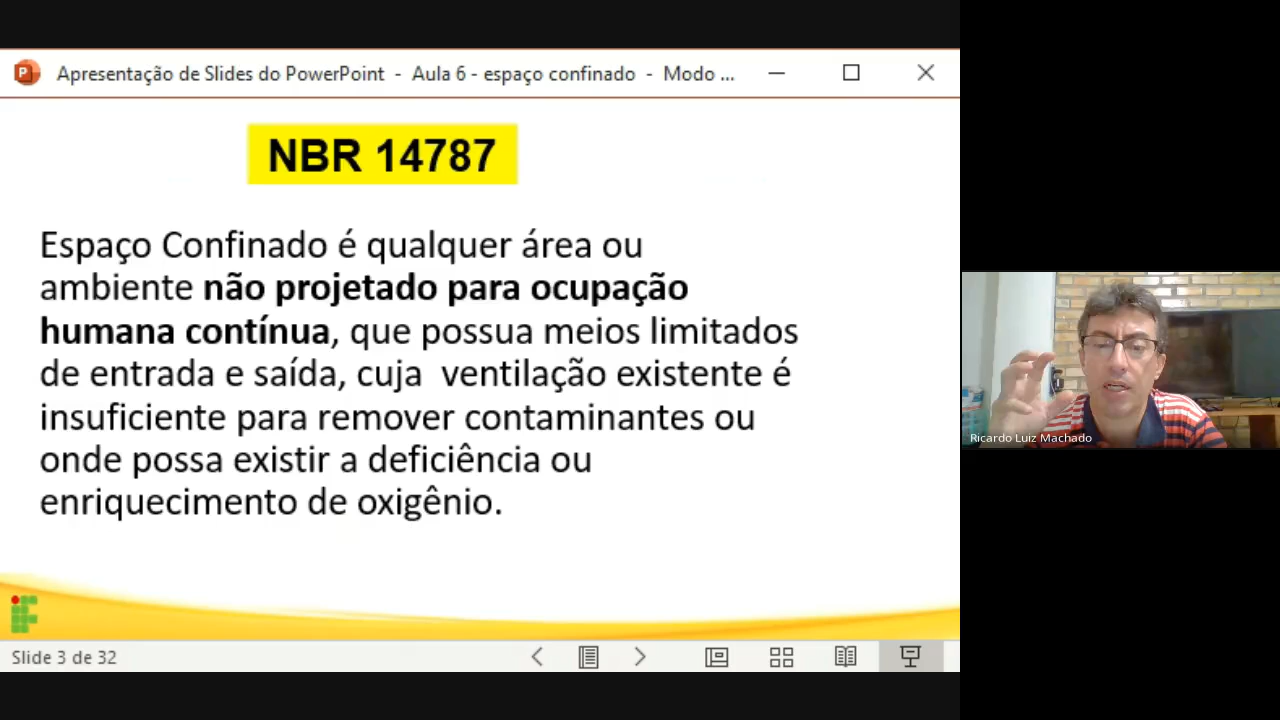 Apresentação de Slides do PowerPoint - Aula 6 - espaço confinado - Modo ...
NBR 14787
Espaço Confinado é qualquer área ou
ambiente não projetado para ocupação
humana contínua, que possua meios limitados
de entrada e saída, cuja ventilação existente é
insuficiente para remover contaminantes ou
onde possa existir a deficiência ou
enriquecimento de oxigênio.
Ricardo Luiz Machado
Slide 3 de 32